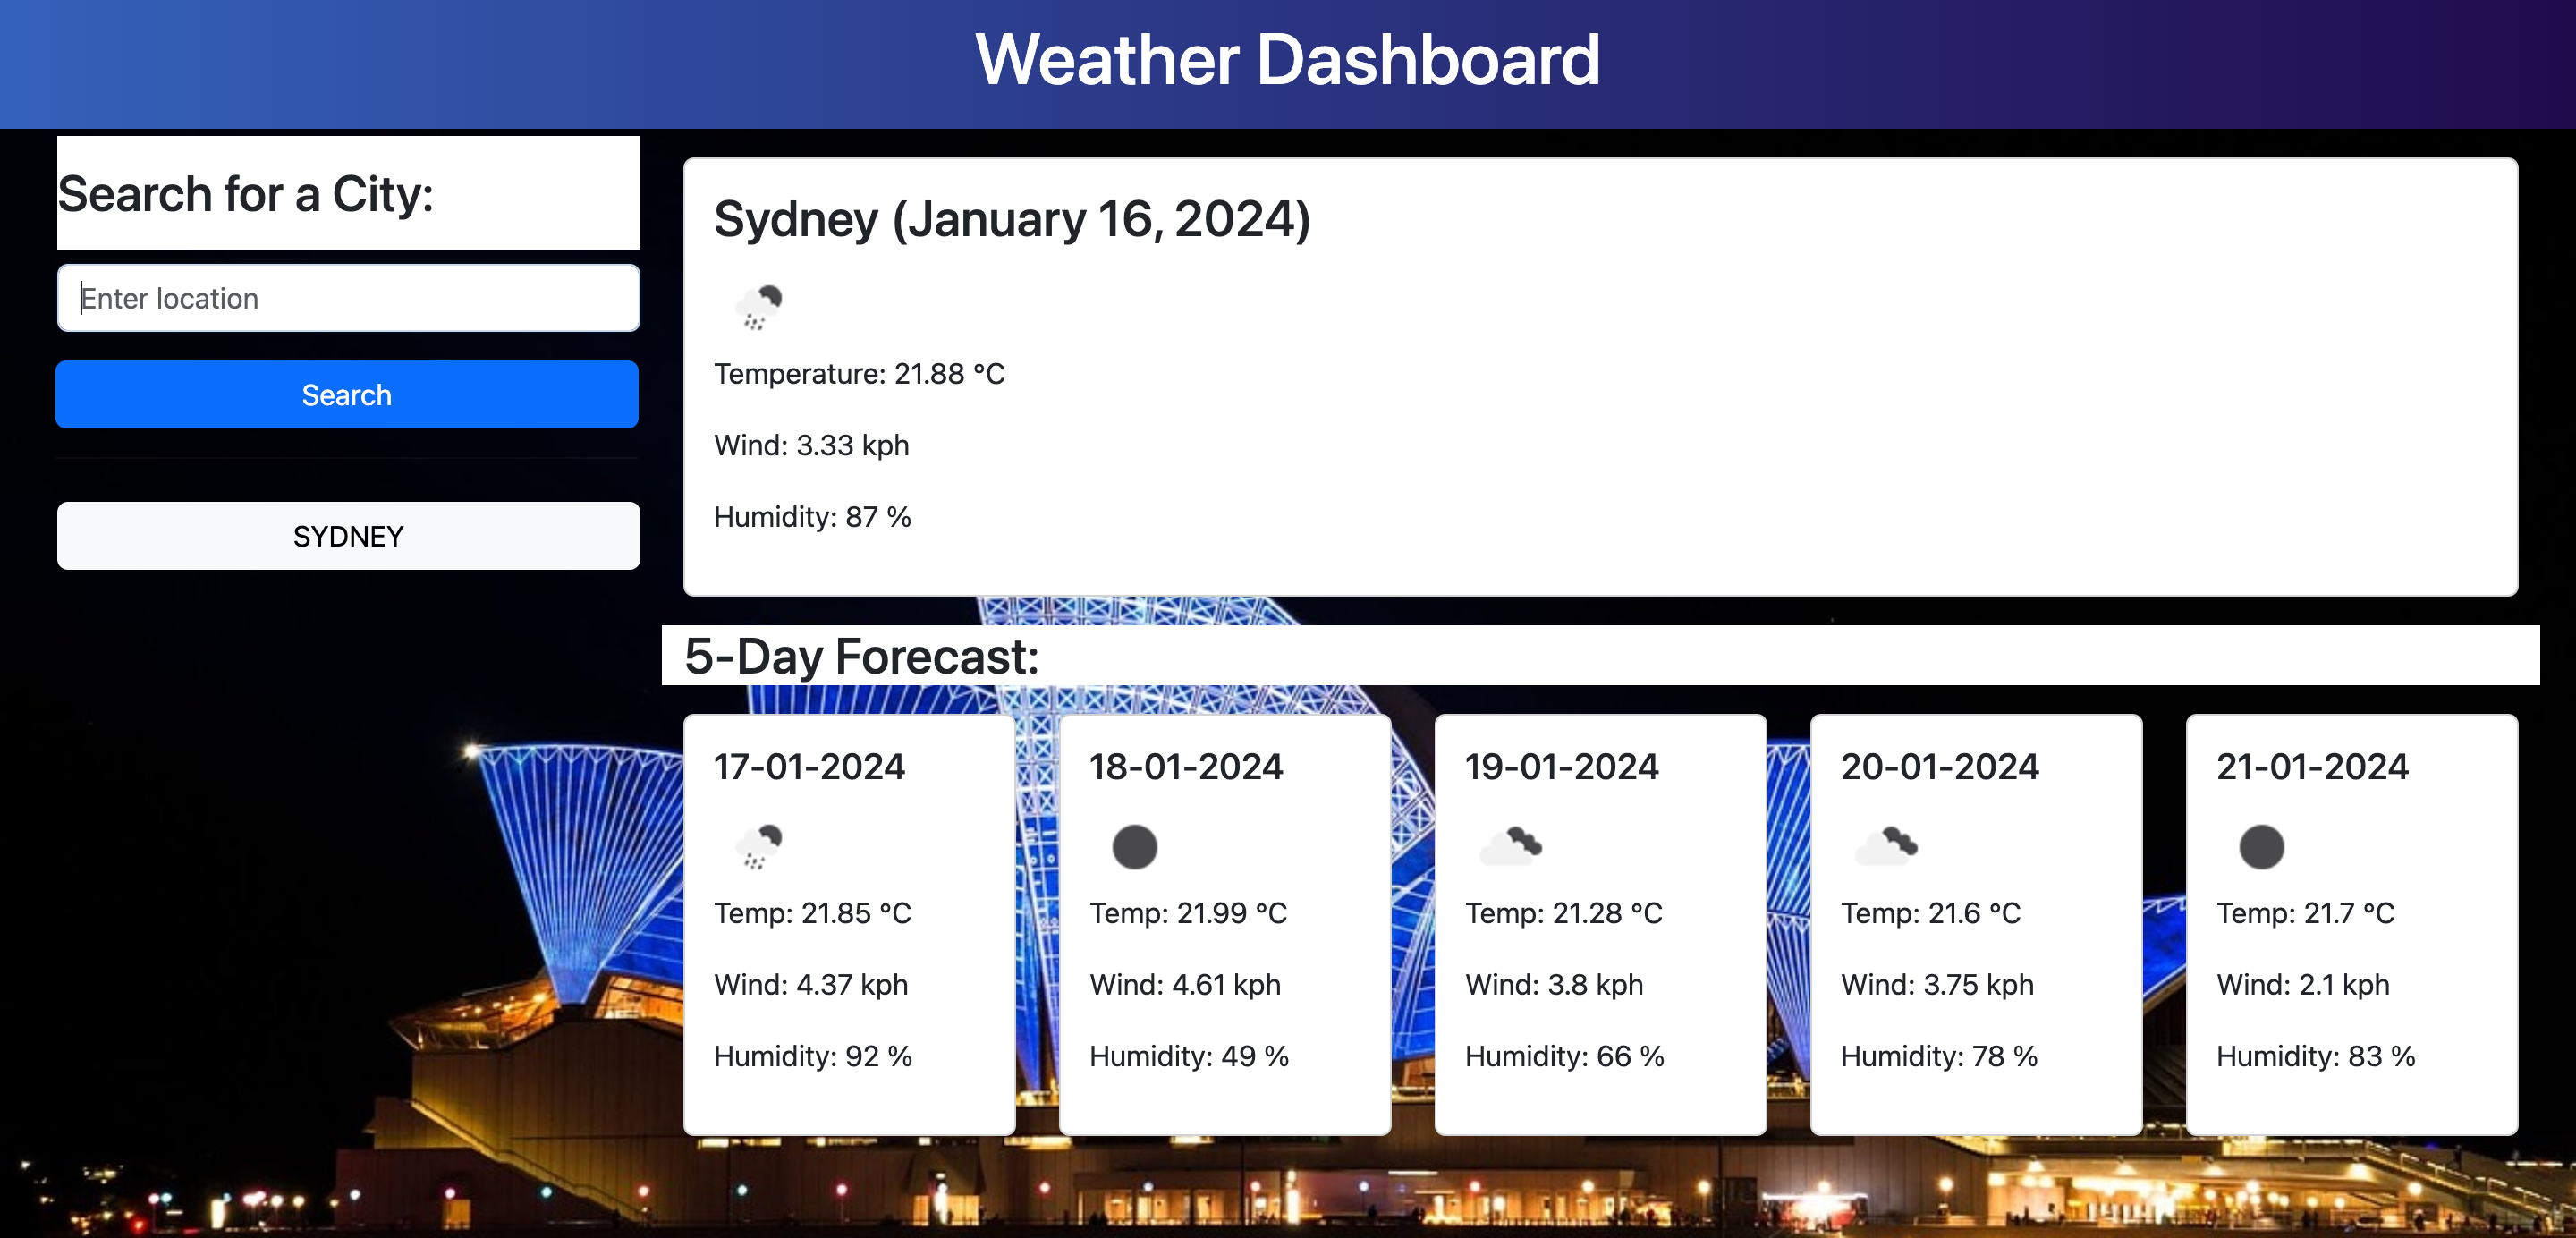 Weather Dashboard
Search for a City:
Enter location
Search
SYDNEY
Sydney (January 16, 2024)
Temperature: 21.88 °C
Wind: 3.33 kph
Humidity: 87 %
5-Day Forecast:
17-01-2024
Temp: 21.85 °C
Wind: 4.37 kph
Humidity: 92 %
18-01-2024
Temp: 21.99 °C
Wind: 4.61 kph
Humidity: 49 %
19-01-2024
Temp: 21.28 °C
Wind: 3.8 kph
Humidity: 66 %
20-01-2024
Temp: 21.6 °C
Wind: 3.75 kph
Humidity: 78 %
21-01-2024
Temp: 21.7 °C
Wind: 2.1 kph
Humidity: 83 %